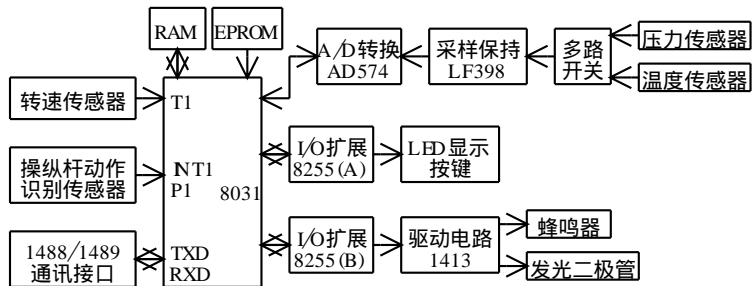 RAM
EPROM
A/D转换
AD574
采样保持
LF398
多路
开关
压力传感器
温度传感器
转速传感器
T1
操纵杆动作
识别传感器
INT1
P1
8031
I/O扩展
8255(A)
LED显示
按键
1488/1489
通讯接口
TXD
RXD
I/O扩展
8255(B)
驱动电路
1413
蜂鸣器
发光二极管